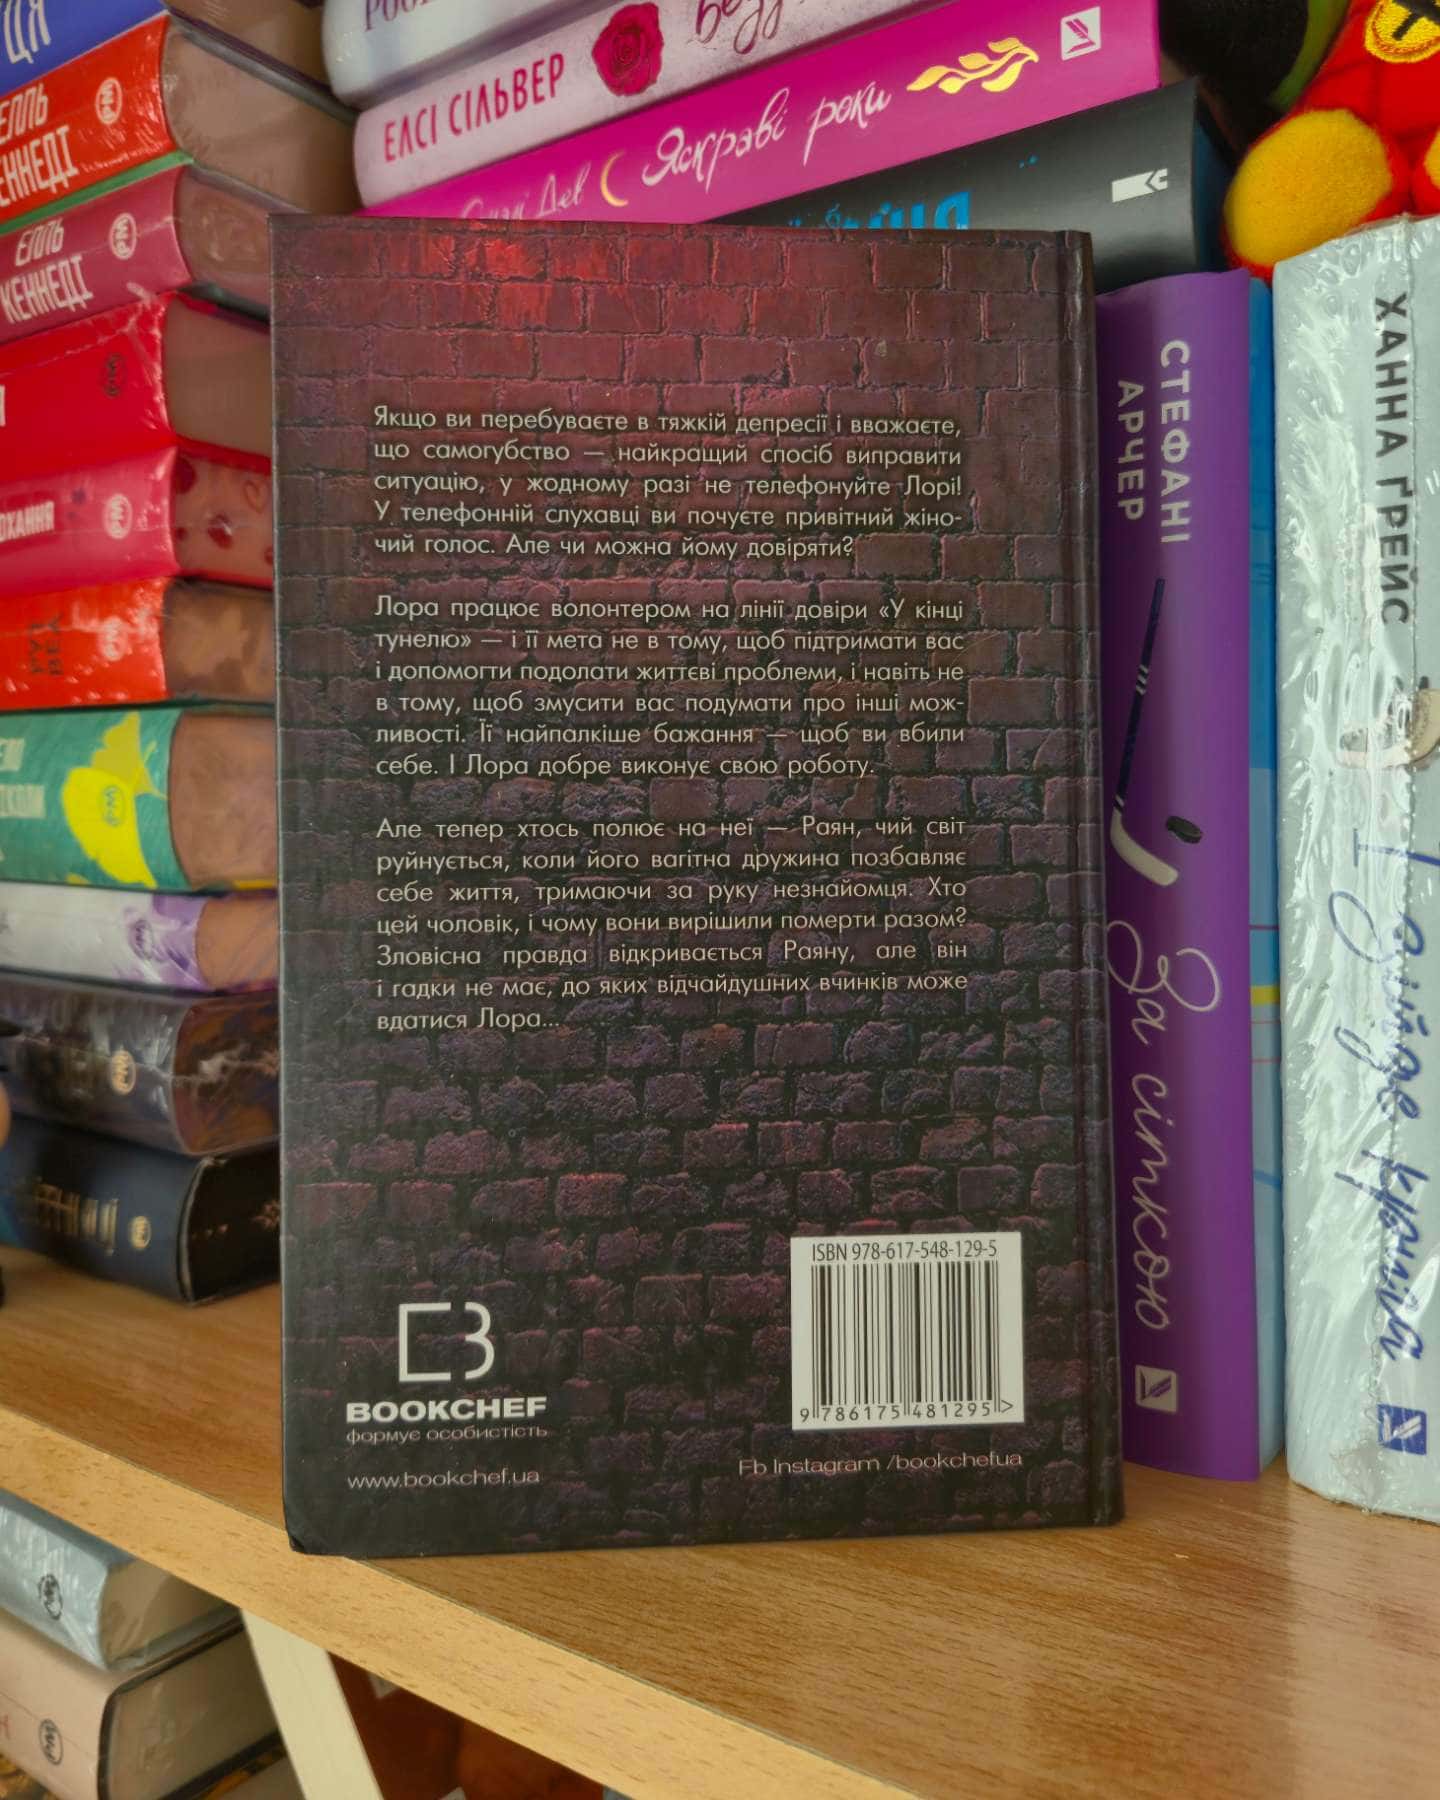 ЦЯ
ЕЛЛЬ
КЕННЕДІ
ЕЛЛЬ
КЕННЕДІ
ЕЛСІ СІЛЬВЕР
Яскраві роки
Якщо ви перебуваєте в тяжкій депресії і вважаєте,
що самогубство — найкращий спосіб виправити
ситуацію, у жодному разі не телефонуйте Лорі!
У телефонній слухавці ви почуєте привітний жіно-
чий голос. Але чи можна йому довіряти?
Лора працює волонтером на лінії довіри «У кінці
тунелю» — і її мета не в тому, щоб підтримати вас
і допомогти подолати життєві проблеми, і навіть не
в тому, щоб змусити вас подумати про інші мож-
ливості. Її найпалкіше бажання — щоб ви вбили
себе. І Лора добре виконує свою роботу.
Але тепер хтось полює на неї — Раян, чий світ
руйнується, коли його вагітна дружина позбавляє
себе життя, тримаючи за руку незнайомця. Хто
цей чоловік, і чому вони вирішили померти разом?
Зловісна правда відкривається Раяну, але він
і гадки не має, до яких відчайдушних вчинків може
вдатися Лора...
ISBN 978-617-548-129-5
9 786175 481295 >
BOOKCHEF
формує особистість
www.bookchef.ua
Fb Instagram /bookchefua
СТЕФАНІ
АРЧЕР
За сіткою
ХАННА ҐРЕЙС
І зійде крига